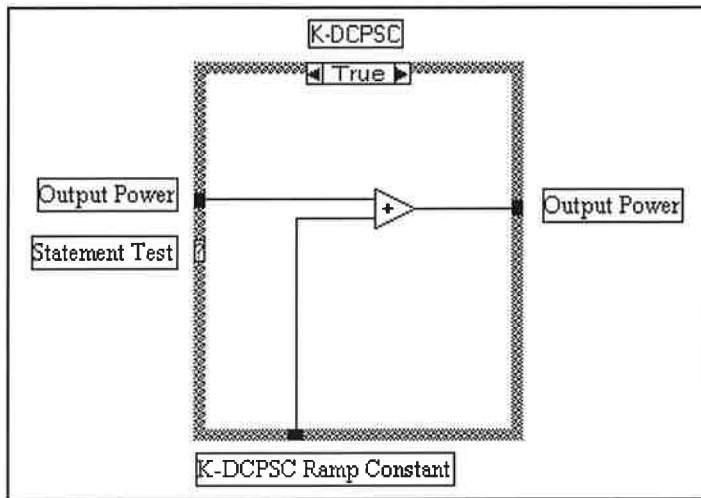 K-DCPSC
True
Output Power
+
Output Power
Statement Test
?
K-DCPSC Ramp Constant